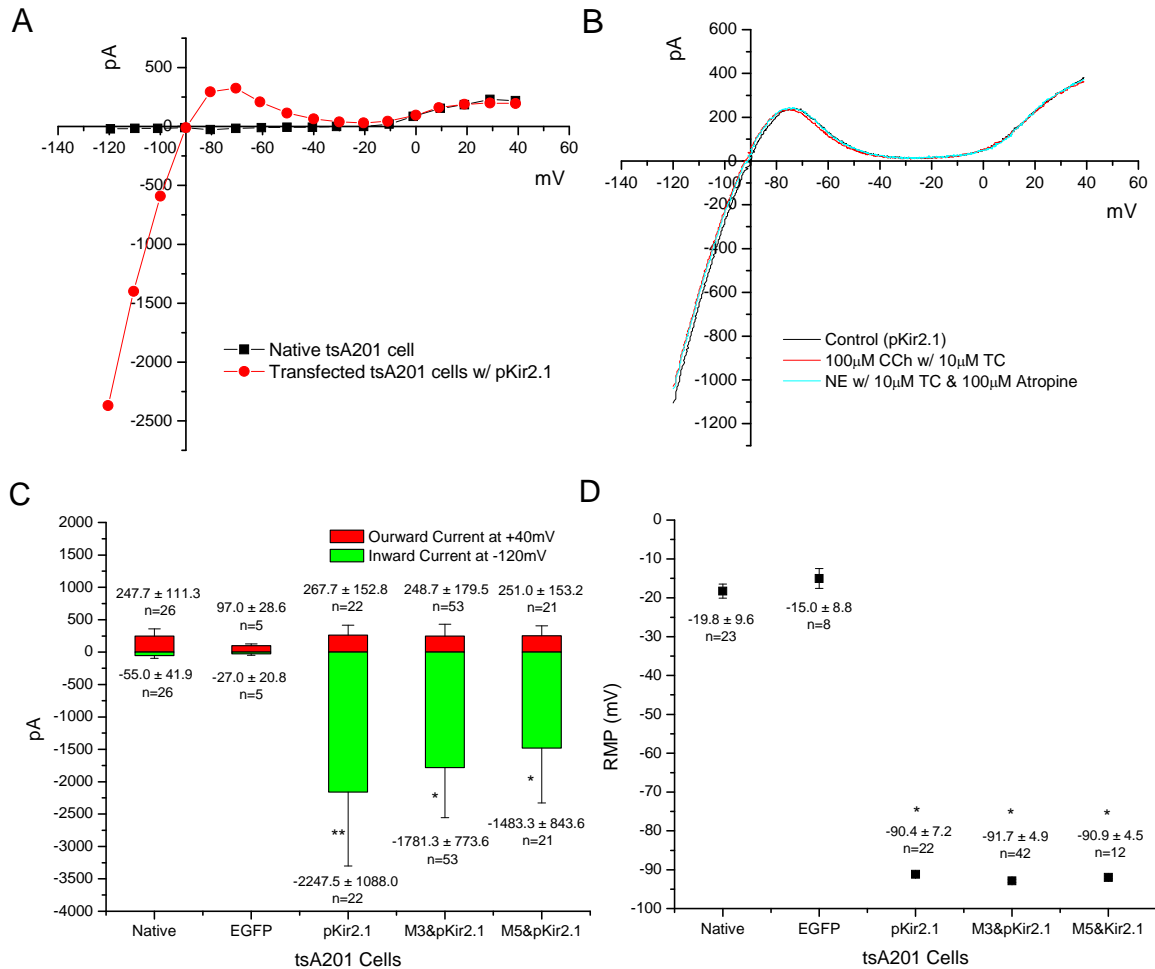 A
pA
500
0
-500
-1000
-1500
-2000
-2500
-140 -120 -100 -80 -60 -40 -20 0 20 40 60
mV
Native tsA201 cell
Transfected tsA201 cells w/ pKir2.1
B
pA
600
400
200
0
-200
-400
-600
-800
-1000
-1200
-140 -120 -100 -80 -60 -40 -20 0 20 40 60
mV
Control (pKir2.1)
100μM CCh w/ 10μM TC
NE w/ 10μM TC & 100μM Atropine
C
pA
2000
1500
1000
500
0
-500
-1000
-1500
-2000
-2500
-3000
-3500
-4000
Ourward Current at +40mV
Inward Current at -120mV
247.7 ± 111.3
n=26
97.0 ± 28.6
n=5
267.7 ± 152.8
n=22
248.7 ± 179.5
n=53
251.0 ± 153.2
n=21
-55.0 ± 41.9
n=26
-27.0 ± 20.8
n=5
**
-2247.5 ± 1088.0
n=22
*
-1781.3 ± 773.6
n=53
*
-1483.3 ± 843.6
n=21
Native EGFP pKir2.1 M3&pKir2.1 M5&pKir2.1
tsA201 Cells
D
RMP (mV)
0
-10
-20
-30
-40
-50
-60
-70
-80
-90
-100
-19.8 ± 9.6
n=23
-15.0 ± 8.8
n=8
*
-90.4 ± 7.2
n=22
*
-91.7 ± 4.9
n=42
*
-90.9 ± 4.5
n=12
Native EGFP pKir2.1 M3&pKir2.1 M5&Kir2.1
tsA201 Cells